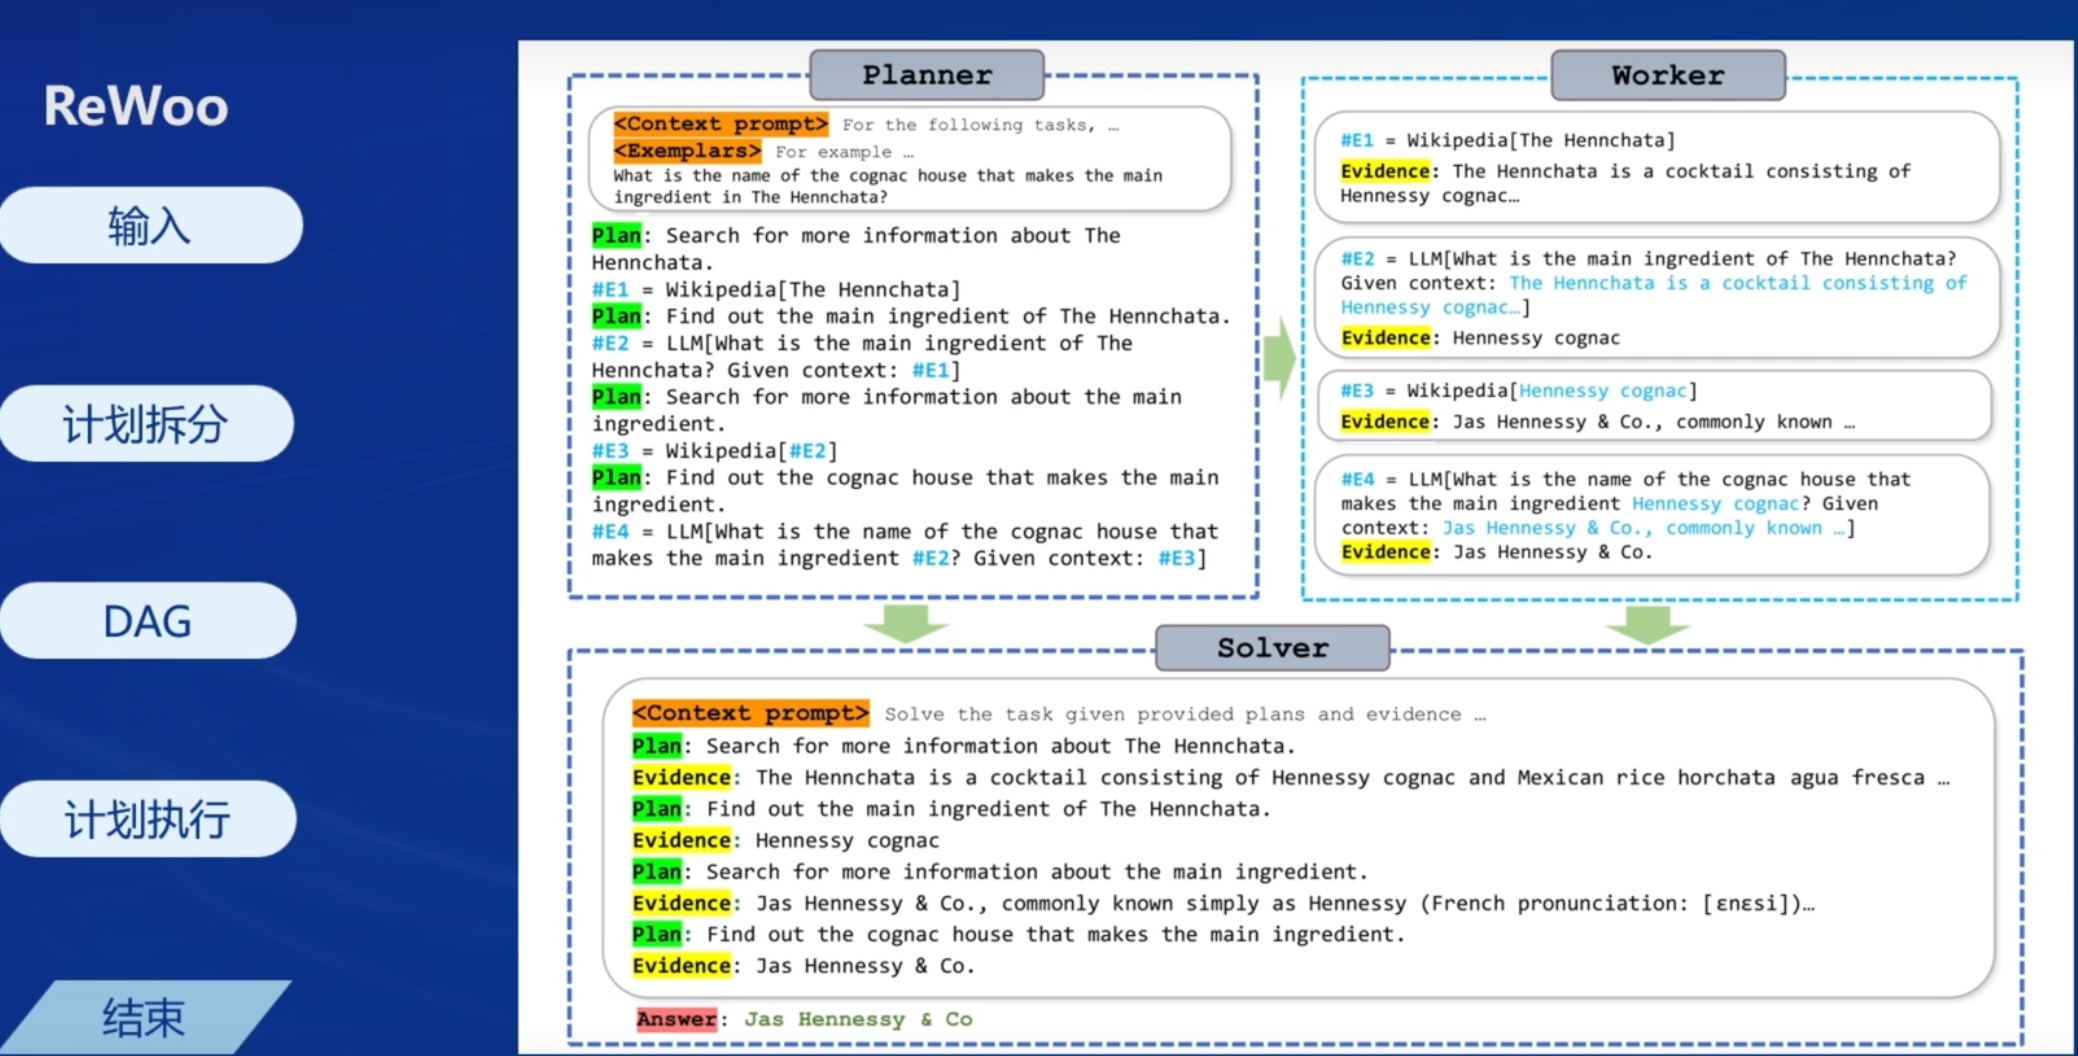 ReWoo
输入
计划拆分
DAG
计划执行
结束
Planner
<Context prompt> For the following tasks, …
<Exemplars> For example …
What is the name of the cognac house that makes the main
ingredient in The Hennchata?
Plan: Search for more information about The
Hennchata.
#E1 = Wikipedia[The Hennchata]
Plan: Find out the main ingredient of The Hennchata.
#E2 = LLM[What is the main ingredient of The
Hennchata? Given context: #E1]
Plan: Search for more information about the main
ingredient.
#E3 = Wikipedia[#E2]
Plan: Find out the cognac house that makes the main
ingredient.
#E4 = LLM[What is the name of the cognac house that
makes the main ingredient #E2? Given context: #E3]
Worker
#E1 = Wikipedia[The Hennchata]
Evidence: The Hennchata is a cocktail consisting of
Hennessy cognac…
#E2 = LLM[What is the main ingredient of The Hennchata?
Given context: The Hennchata is a cocktail consisting of
Hennessy cognac…]
Evidence: Hennessy cognac
#E3 = Wikipedia[Hennessy cognac]
Evidence: Jas Hennessy & Co., commonly known …
#E4 = LLM[What is the name of the cognac house that
makes the main ingredient Hennessy cognac? Given
context: Jas Hennessy & Co., commonly known …]
Evidence: Jas Hennessy & Co.
Solver
<Context prompt> Solve the task given provided plans and evidence …
Plan: Search for more information about The Hennchata.
Evidence: The Hennchata is a cocktail consisting of Hennessy cognac and Mexican rice horchata agua fresca …
Plan: Find out the main ingredient of The Hennchata.
Evidence: Hennessy cognac
Plan: Search for more information about the main ingredient.
Evidence: Jas Hennessy & Co., commonly known simply as Hennessy (French pronunciation: [ɛnɛsi])…
Plan: Find out the cognac house that makes the main ingredient.
Evidence: Jas Hennessy & Co.
Answer: Jas Hennessy & Co